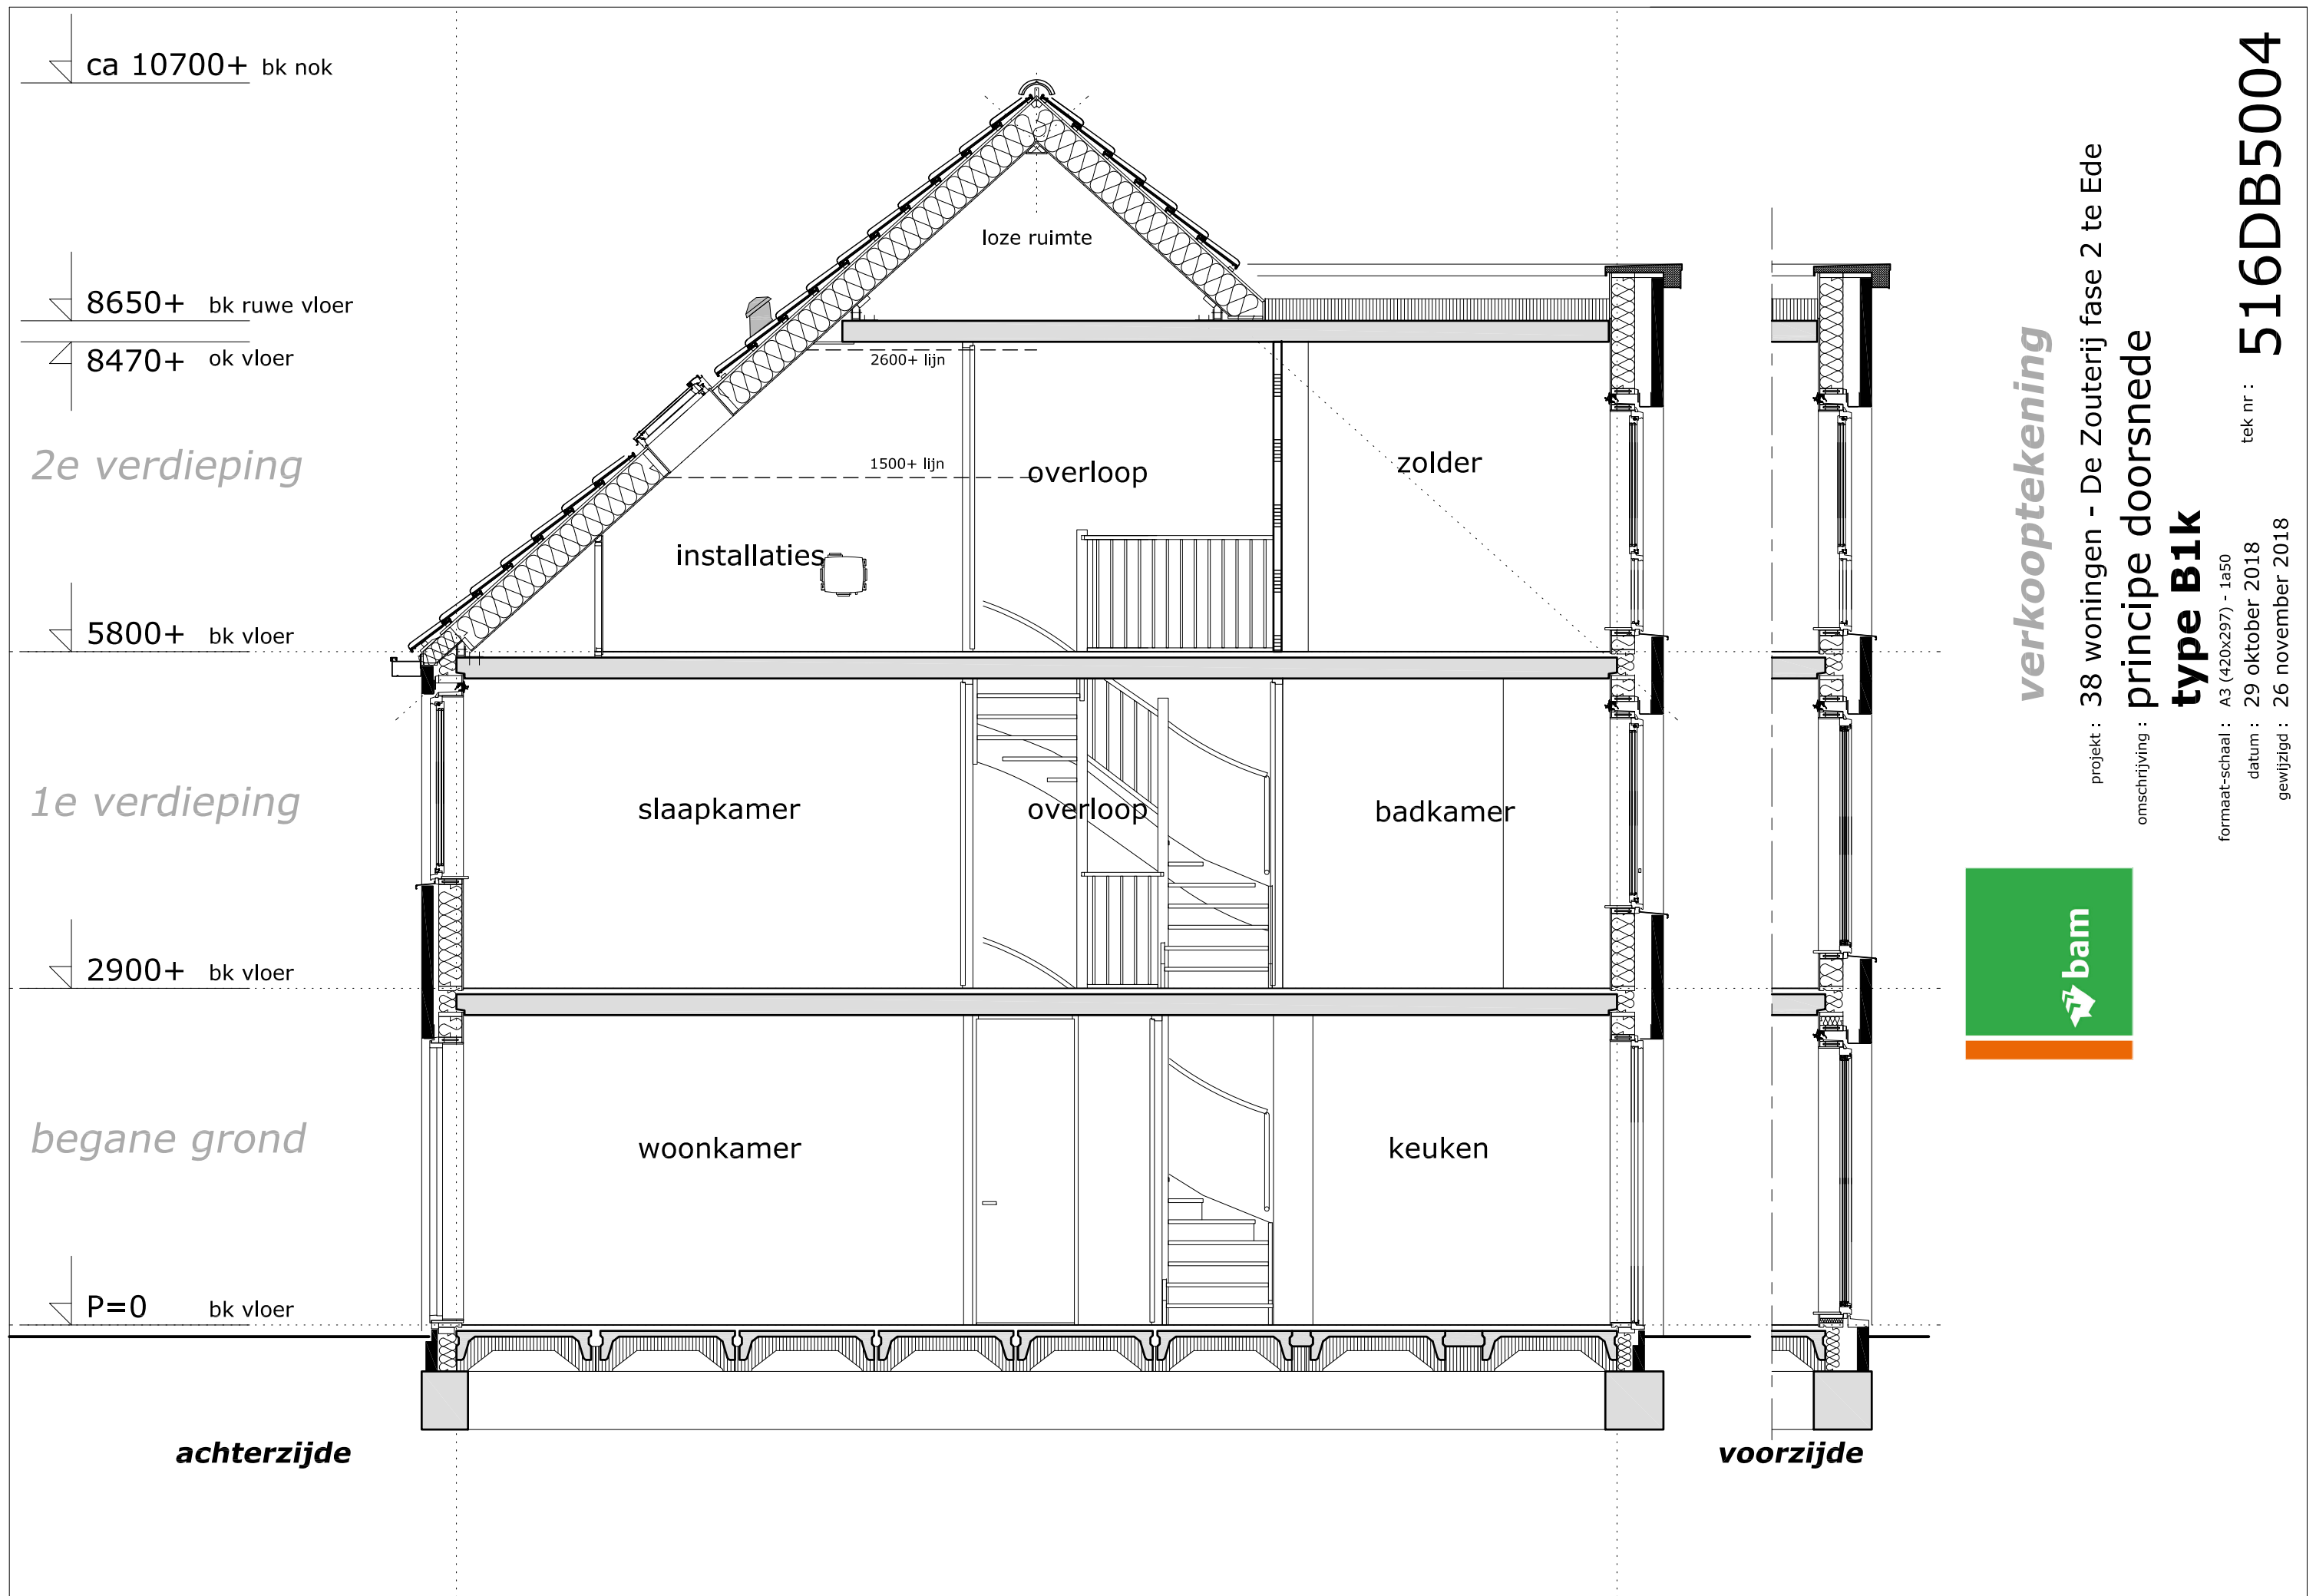 ca 10700+ bk nok
8650+ bk ruwe vloer
8470+ ok vloer
2e verdieping
5800+ bk vloer
1e verdieping
2900+ bk vloer
begane grond
P=0 bk vloer
loze ruimte
2600+ lijn
1500+ lijn
overloop
zolder
installaties
slaapkamer
overloop
badkamer
woonkamer
keuken
achterzijde
voorzijde
verkooptekening
projekt : 38 woningen - De Zouterij fase 2 te Ede
omschrijving : principe doorsnede
type B1k
formaat-schaal : A3 (420x297) - 1a50
datum : 29 oktober 2018
gewijzigd : 26 november 2018
tek nr : 516DB5004
bam